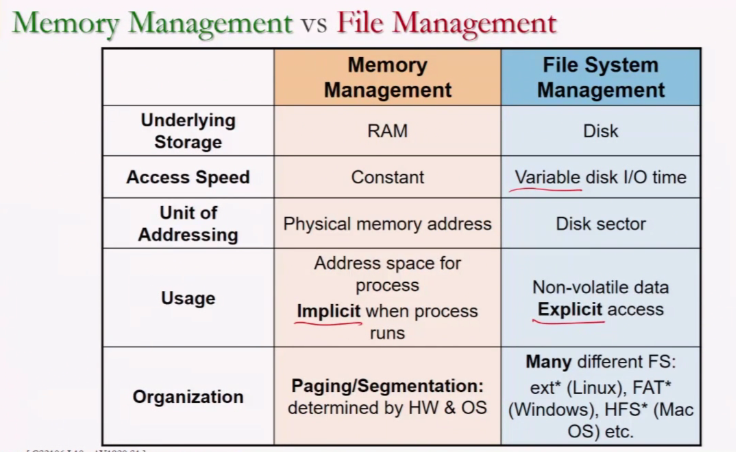 Memory Management vs File Management
Memory
Management
File System
Management
Underlying
Storage
RAM
Disk
Access Speed
Constant
Variable disk I/O time
Unit of
Addressing
Physical memory address
Disk sector
Usage
Address space for
process
Implicit when process
runs
Non-volatile data
Explicit access
Organization
Paging/Segmentation:
determined by HW & OS
Many different FS:
ext* (Linux), FAT*
(Windows), HFS* (Mac
OS) etc.